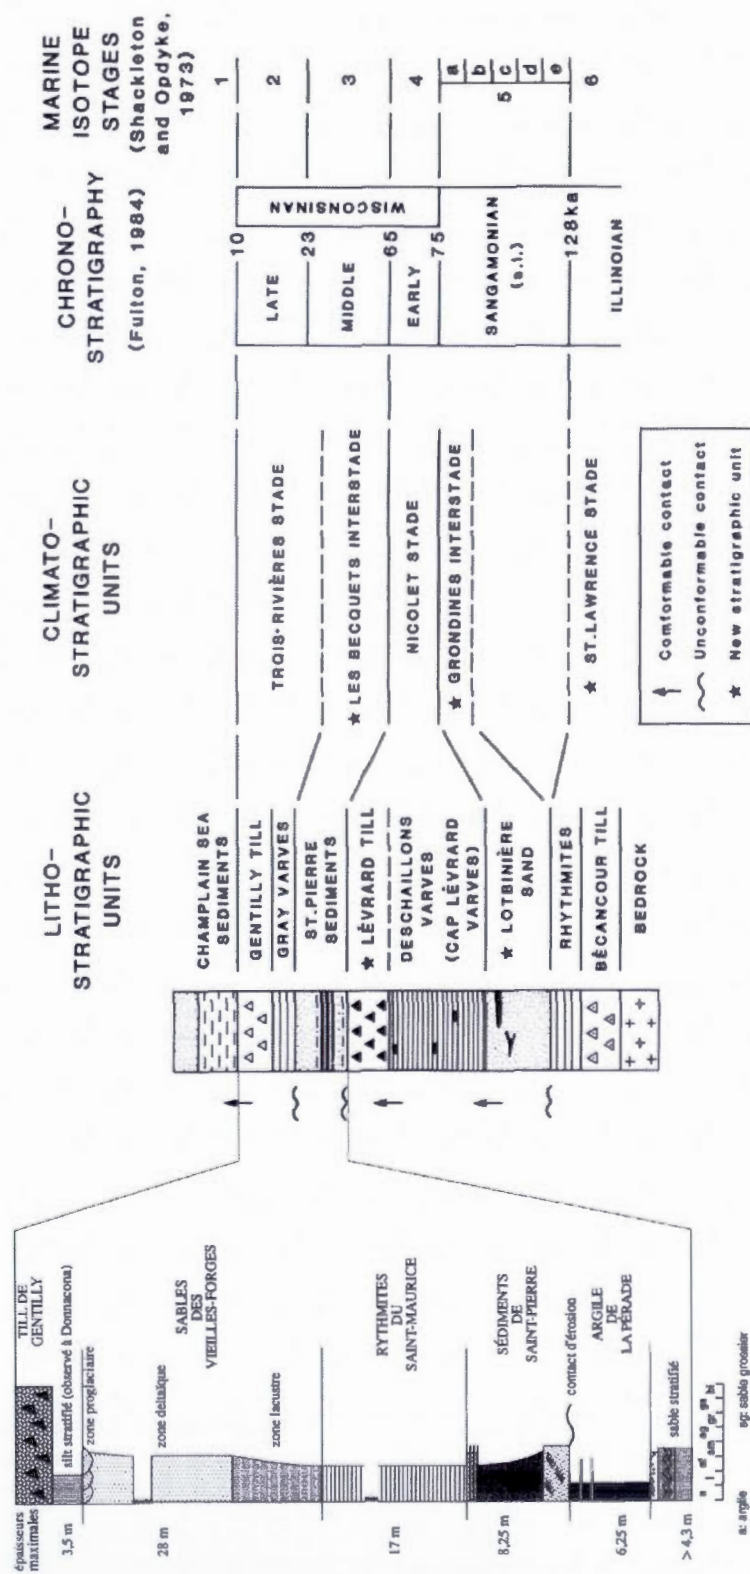 LITHO-
STRATIGRAPHIC
UNITS
CHAMPLAIN SEA
SEDIMENTS
GENTILLY TILL
GRAY VARVES
ST.PIERRE
SEDIMENTS
★ LÉVRARD TILL
DESCHAILLONS
VARVES
(CAP LÉVRARD
VARVES)
★ LOTBINIÈRE
SAND
RHYTHMITES
BÉCANCOUR TILL
BEDROCK
CLIMATO-
STRATIGRAPHIC
UNITS
TROIS-RIVIÈRES STADE
★ LES BECQUETS INTERSTADE
NICOLET STADE
★ GRONDINES INTERSTADE
★ ST.LAWRENCE STADE
CHRONO-
STRATIGRAPHY
(Fulton, 1984)
10
LATE
23
MIDDLE
65
EARLY
75
WISCONSINAN
SANGAMONIAN
(s.l.)
128ka
ILLINOIAN
MARINE
ISOTOPE
STAGES
(Shackleton
and Opdyke,
1973)
1
2
3
4
5
a
b
c
d
e
6
Comformable contact
Unconformable contact
★ New stratigraphic unit
épaisseurs
maximales
3,5 m
28 m
17 m
8,25 m
6,25 m
> 4,3 m
TILL DE
GENTILLY
silt stratifié (observé à Donnacona)
zone proglaciaire
SABLES
DES
VIEILLES-FORGES
zone deltaïque
zone lacustre
RYTHMITES
DU
SAINT-MAURICE
SÉDIMENTS
DE
SAINT-PIERRE
contact d'érosion
ARGILE
DE
LA PÉRADE
sable stratifié
a: argile
sg: sable grossier